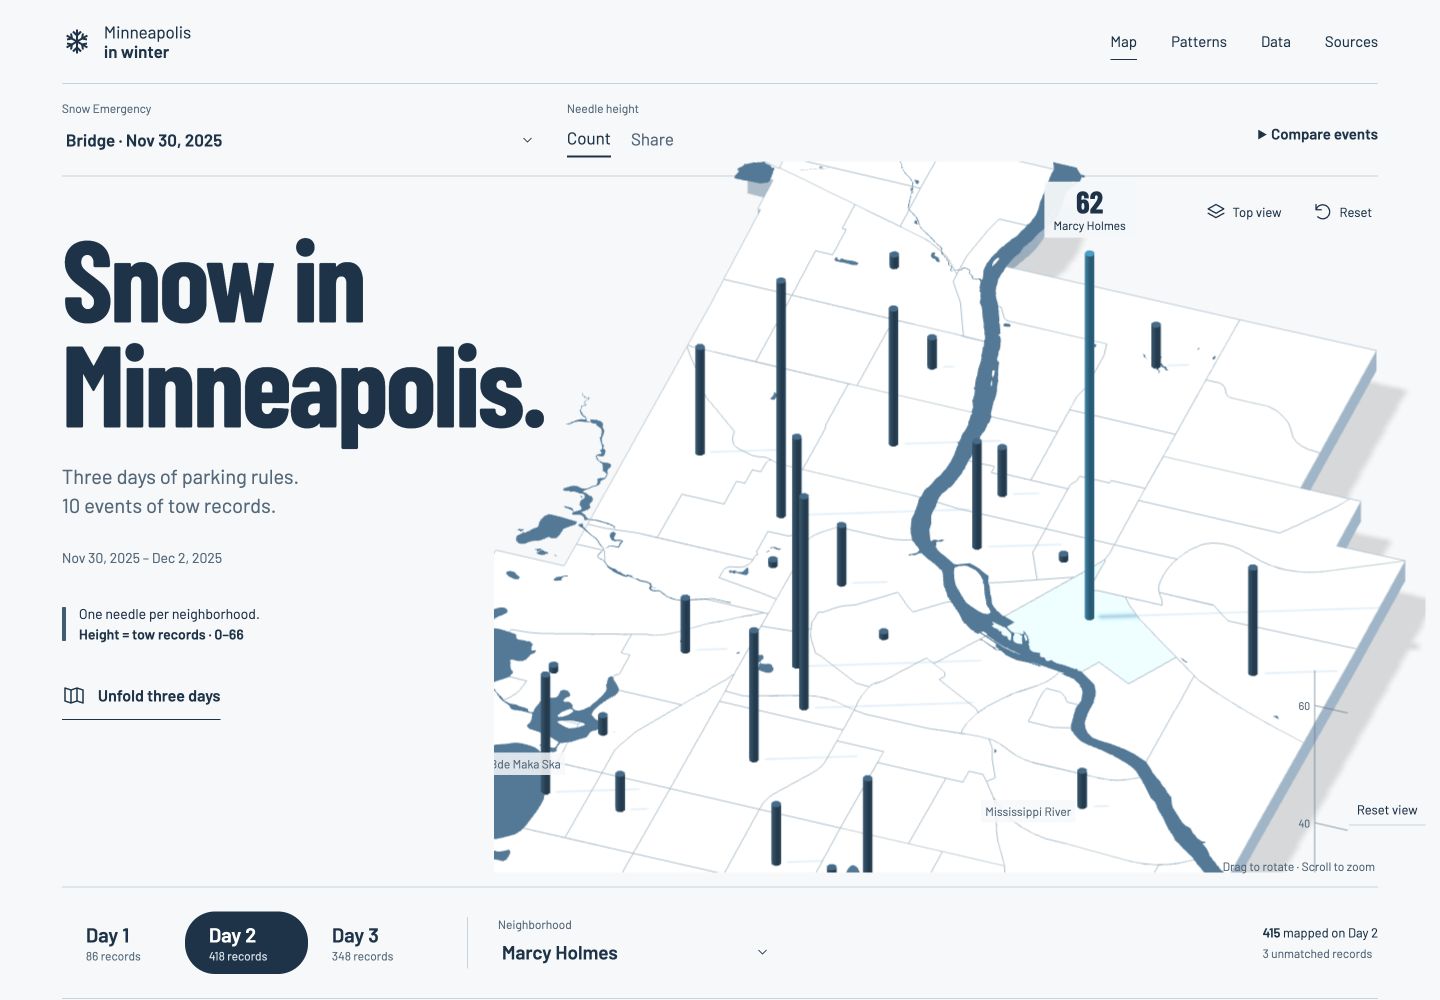 Minneapolis
in winter
Map
Patterns
Data
Sources
Snow Emergency
Bridge · Nov 30, 2025
Needle height
Count
Share
Compare events
62
Marcy Holmes
Top view
Reset
Snow in
Minneapolis.
Three days of parking rules.
10 events of tow records.
Nov 30, 2025 – Dec 2, 2025
One needle per neighborhood.
Height = tow records · 0–66
Unfold three days
Bde Maka Ska
Mississippi River
60
40
Reset view
Drag to rotate · Scroll to zoom
Day 1
86 records
Day 2
418 records
Day 3
348 records
Neighborhood
Marcy Holmes
415 mapped on Day 2
3 unmatched records